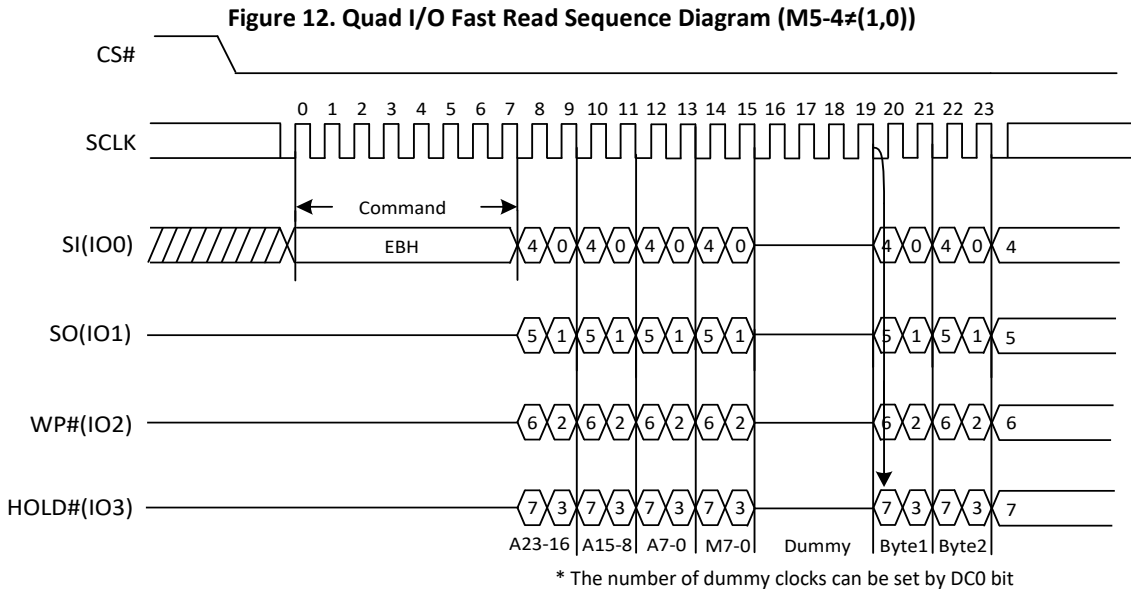 Figure 12. Quad I/O Fast Read Sequence Diagram (M5-4≠(1,0))
CS#
0 1 2 3 4 5 6 7 8 9 10 11 12 13 14 15 16 17 18 19 20 21 22 23
SCLK
Command
SI(IO0) EBH 4 0 4 0 4 0 4 0 4 0 4 0 4
SO(IO1) 5 1 5 1 5 1 5 1 5 1 5 1 5
WP#(IO2) 6 2 6 2 6 2 6 2 6 2 6 2 6
HOLD#(IO3) 7 3 7 3 7 3 7 3 7 3 7 3 7
A23-16 A15-8 A7-0 M7-0 Dummy Byte1 Byte2
* The number of dummy clocks can be set by DC0 bit